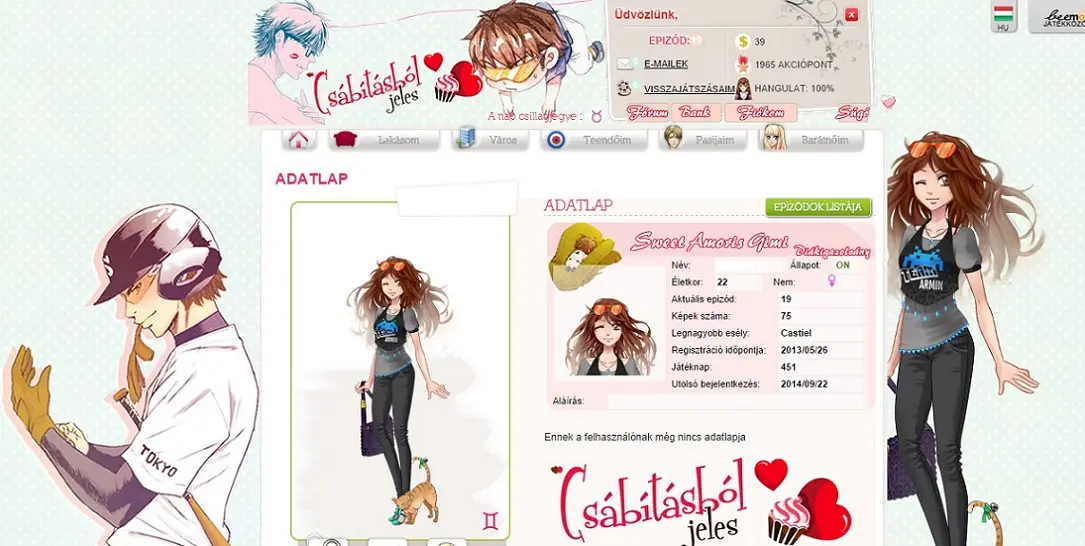 Üdvözlünk,
EPIZÓD: 19
39
E-MAILEK
1965 AKCIÓPONT
VISSZAJÁTSZÁSAIM
HANGULAT: 100%
Csábításból
jeles
A nap csillagjegye :
Fórum Bank Fiókom Súgó
HU
Lakásom Város Teendőim Pasijaim Barátnőim
ADATLAP
ADATLAP
EPIZÓDOK LISTÁJA
Sweet Amoris Gimi
Diákigazolvány
Név: Állapot: ON
Életkor: 22 Nem:
Aktuális epizód: 19
Képek száma: 75
Legnagyobb esély: Castiel
Regisztráció időpontja: 2013/05/26
Játéknap: 451
Utolsó bejelentkezés: 2014/09/22
Aláírás:
Ennek a felhasználónak még nincs adatlapja
Csábításból
jeles
TEAM
ARMIN
TOKYO